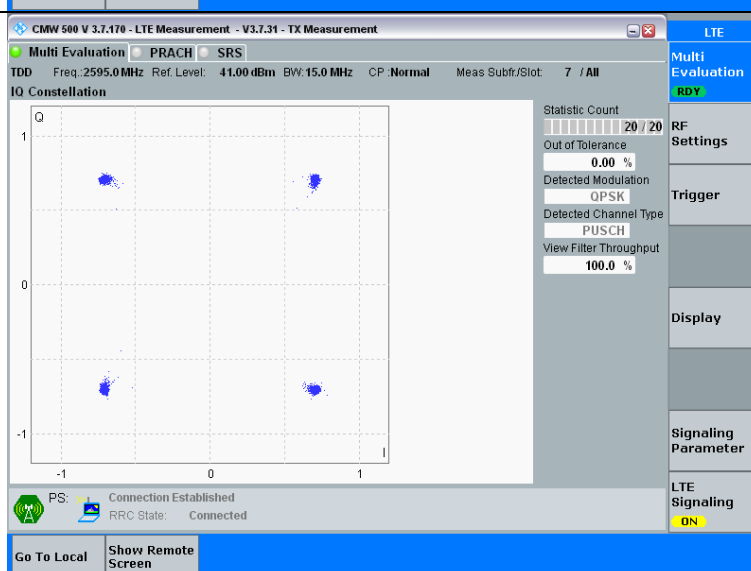 CMW 500 V 3.7.170 - LTE Measurement - V3.7.31 - TX Measurement
LTE
Multi Evaluation PRACH SRS
TDD Freq.:2595.0 MHz Ref. Level: 41.00 dBm BW:15.0 MHz CP :Normal Meas Subfr./Slot: 7 / All
IQ Constellation
Q
1
0
-1
-1 0 1
I
Statistic Count
20 / 20
Out of Tolerance
0.00 %
Detected Modulation
QPSK
Detected Channel Type
PUSCH
View Filter Throughput
100.0 %
Multi
Evaluation
RDY
RF
Settings
Trigger
Display
Signaling
Parameter
LTE
Signaling
ON
PS: Connection Established
RRC State: Connected
Go To Local
Show Remote
Screen